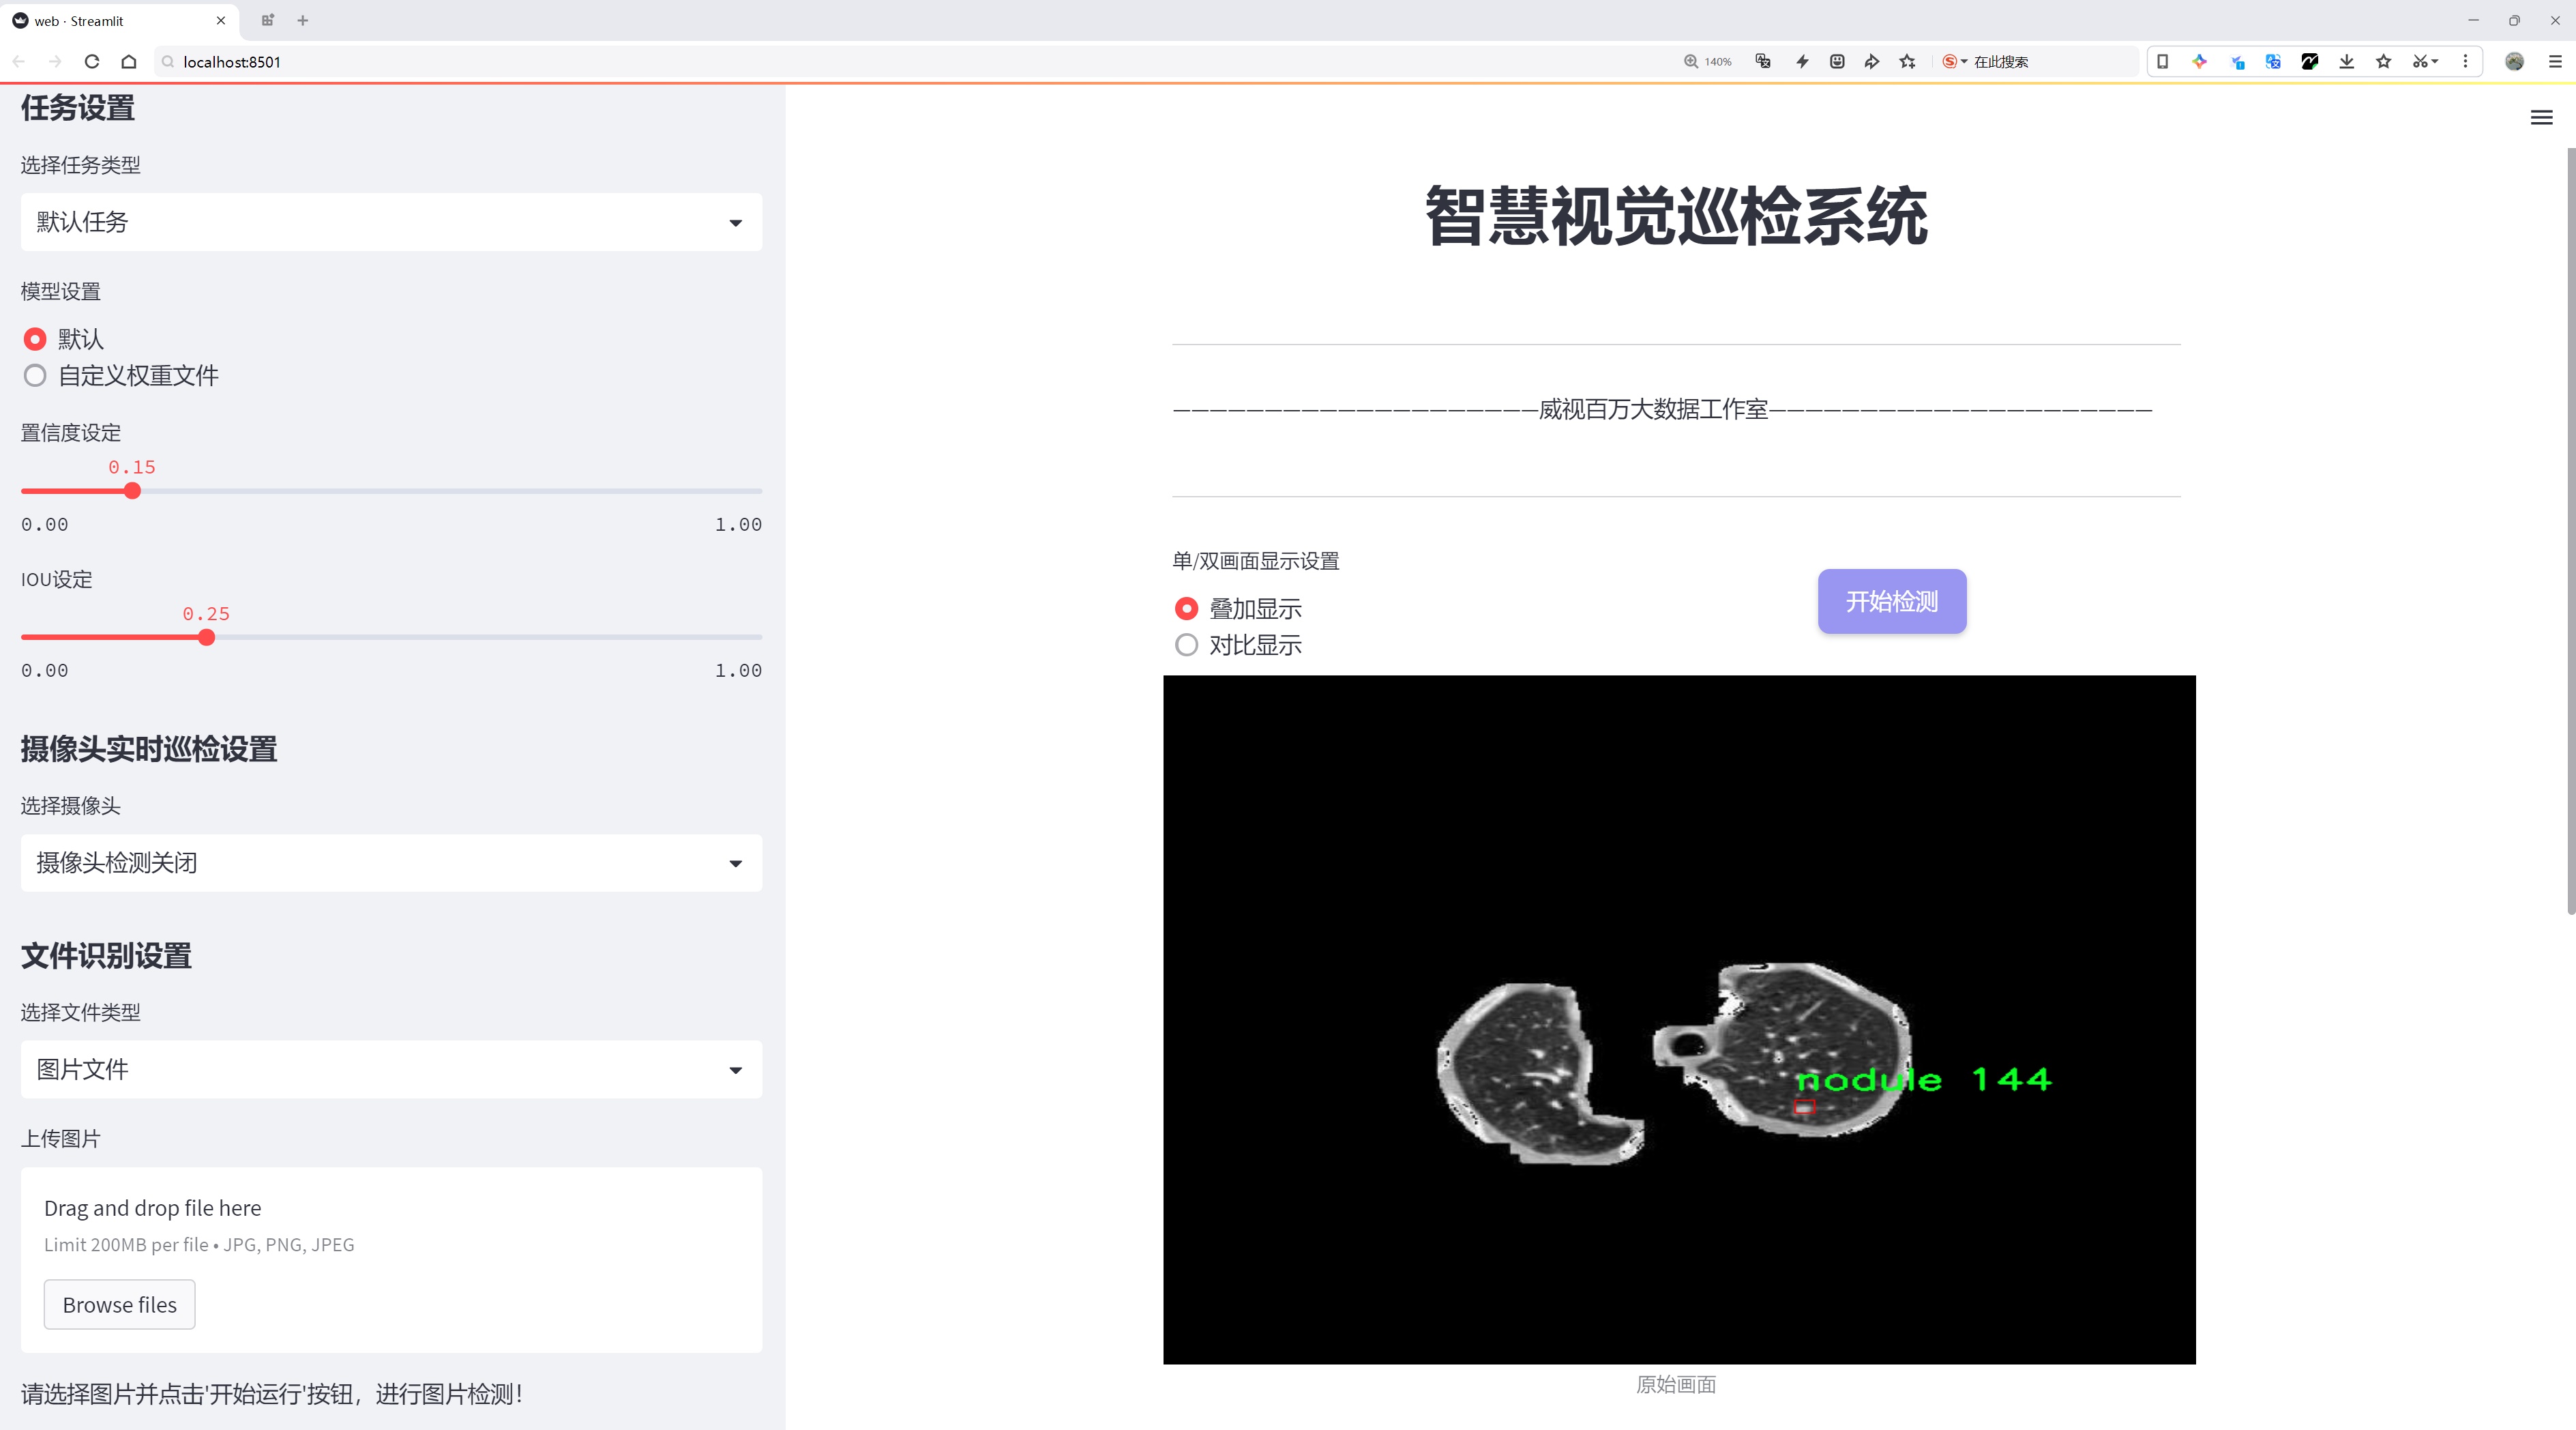 web · Streamlit
localhost:8501
140%
在此搜索
任务设置
选择任务类型
默认任务
模型设置
默认
自定义权重文件
置信度设定
0.15
0.00 1.00
IOU设定
0.25
0.00 1.00
摄像头实时巡检设置
选择摄像头
摄像头检测关闭
文件识别设置
选择文件类型
图片文件
上传图片
Drag and drop file here
Limit 200MB per file • JPG, PNG, JPEG
Browse files
请选择图片并点击'开始运行'按钮，进行图片检测！
智慧视觉巡检系统
————————————————————威视百万大数据工作室—————————————————————
单/双画面显示设置
叠加显示
对比显示
开始检测
nodule 144
原始画面